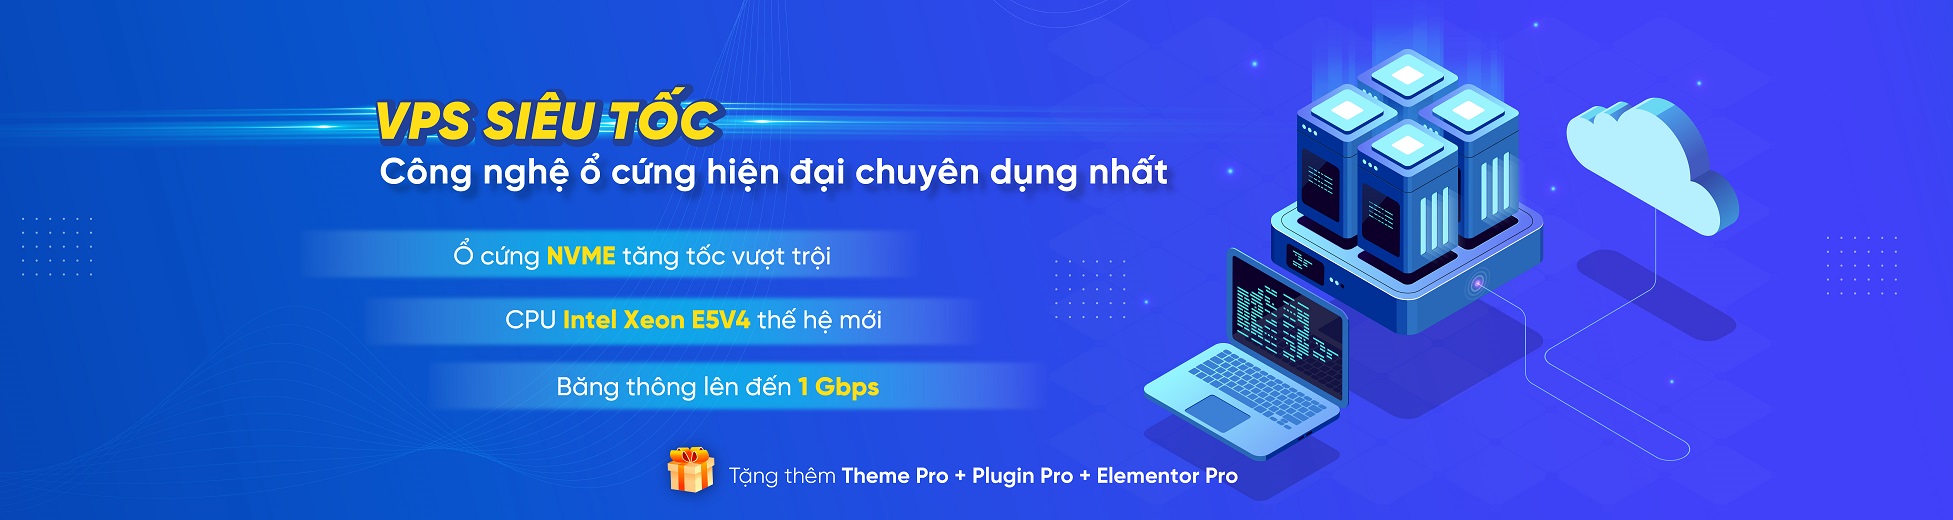 VPS SIÊU TỐC
Công nghệ ổ cứng hiện đại chuyên dụng nhất
Ổ cứng NVME tăng tốc vượt trội
CPU Intel Xeon E5V4 thế hệ mới
Băng thông lên đến 1 Gbps
Tặng thêm Theme Pro + Plugin Pro + Elementor Pro